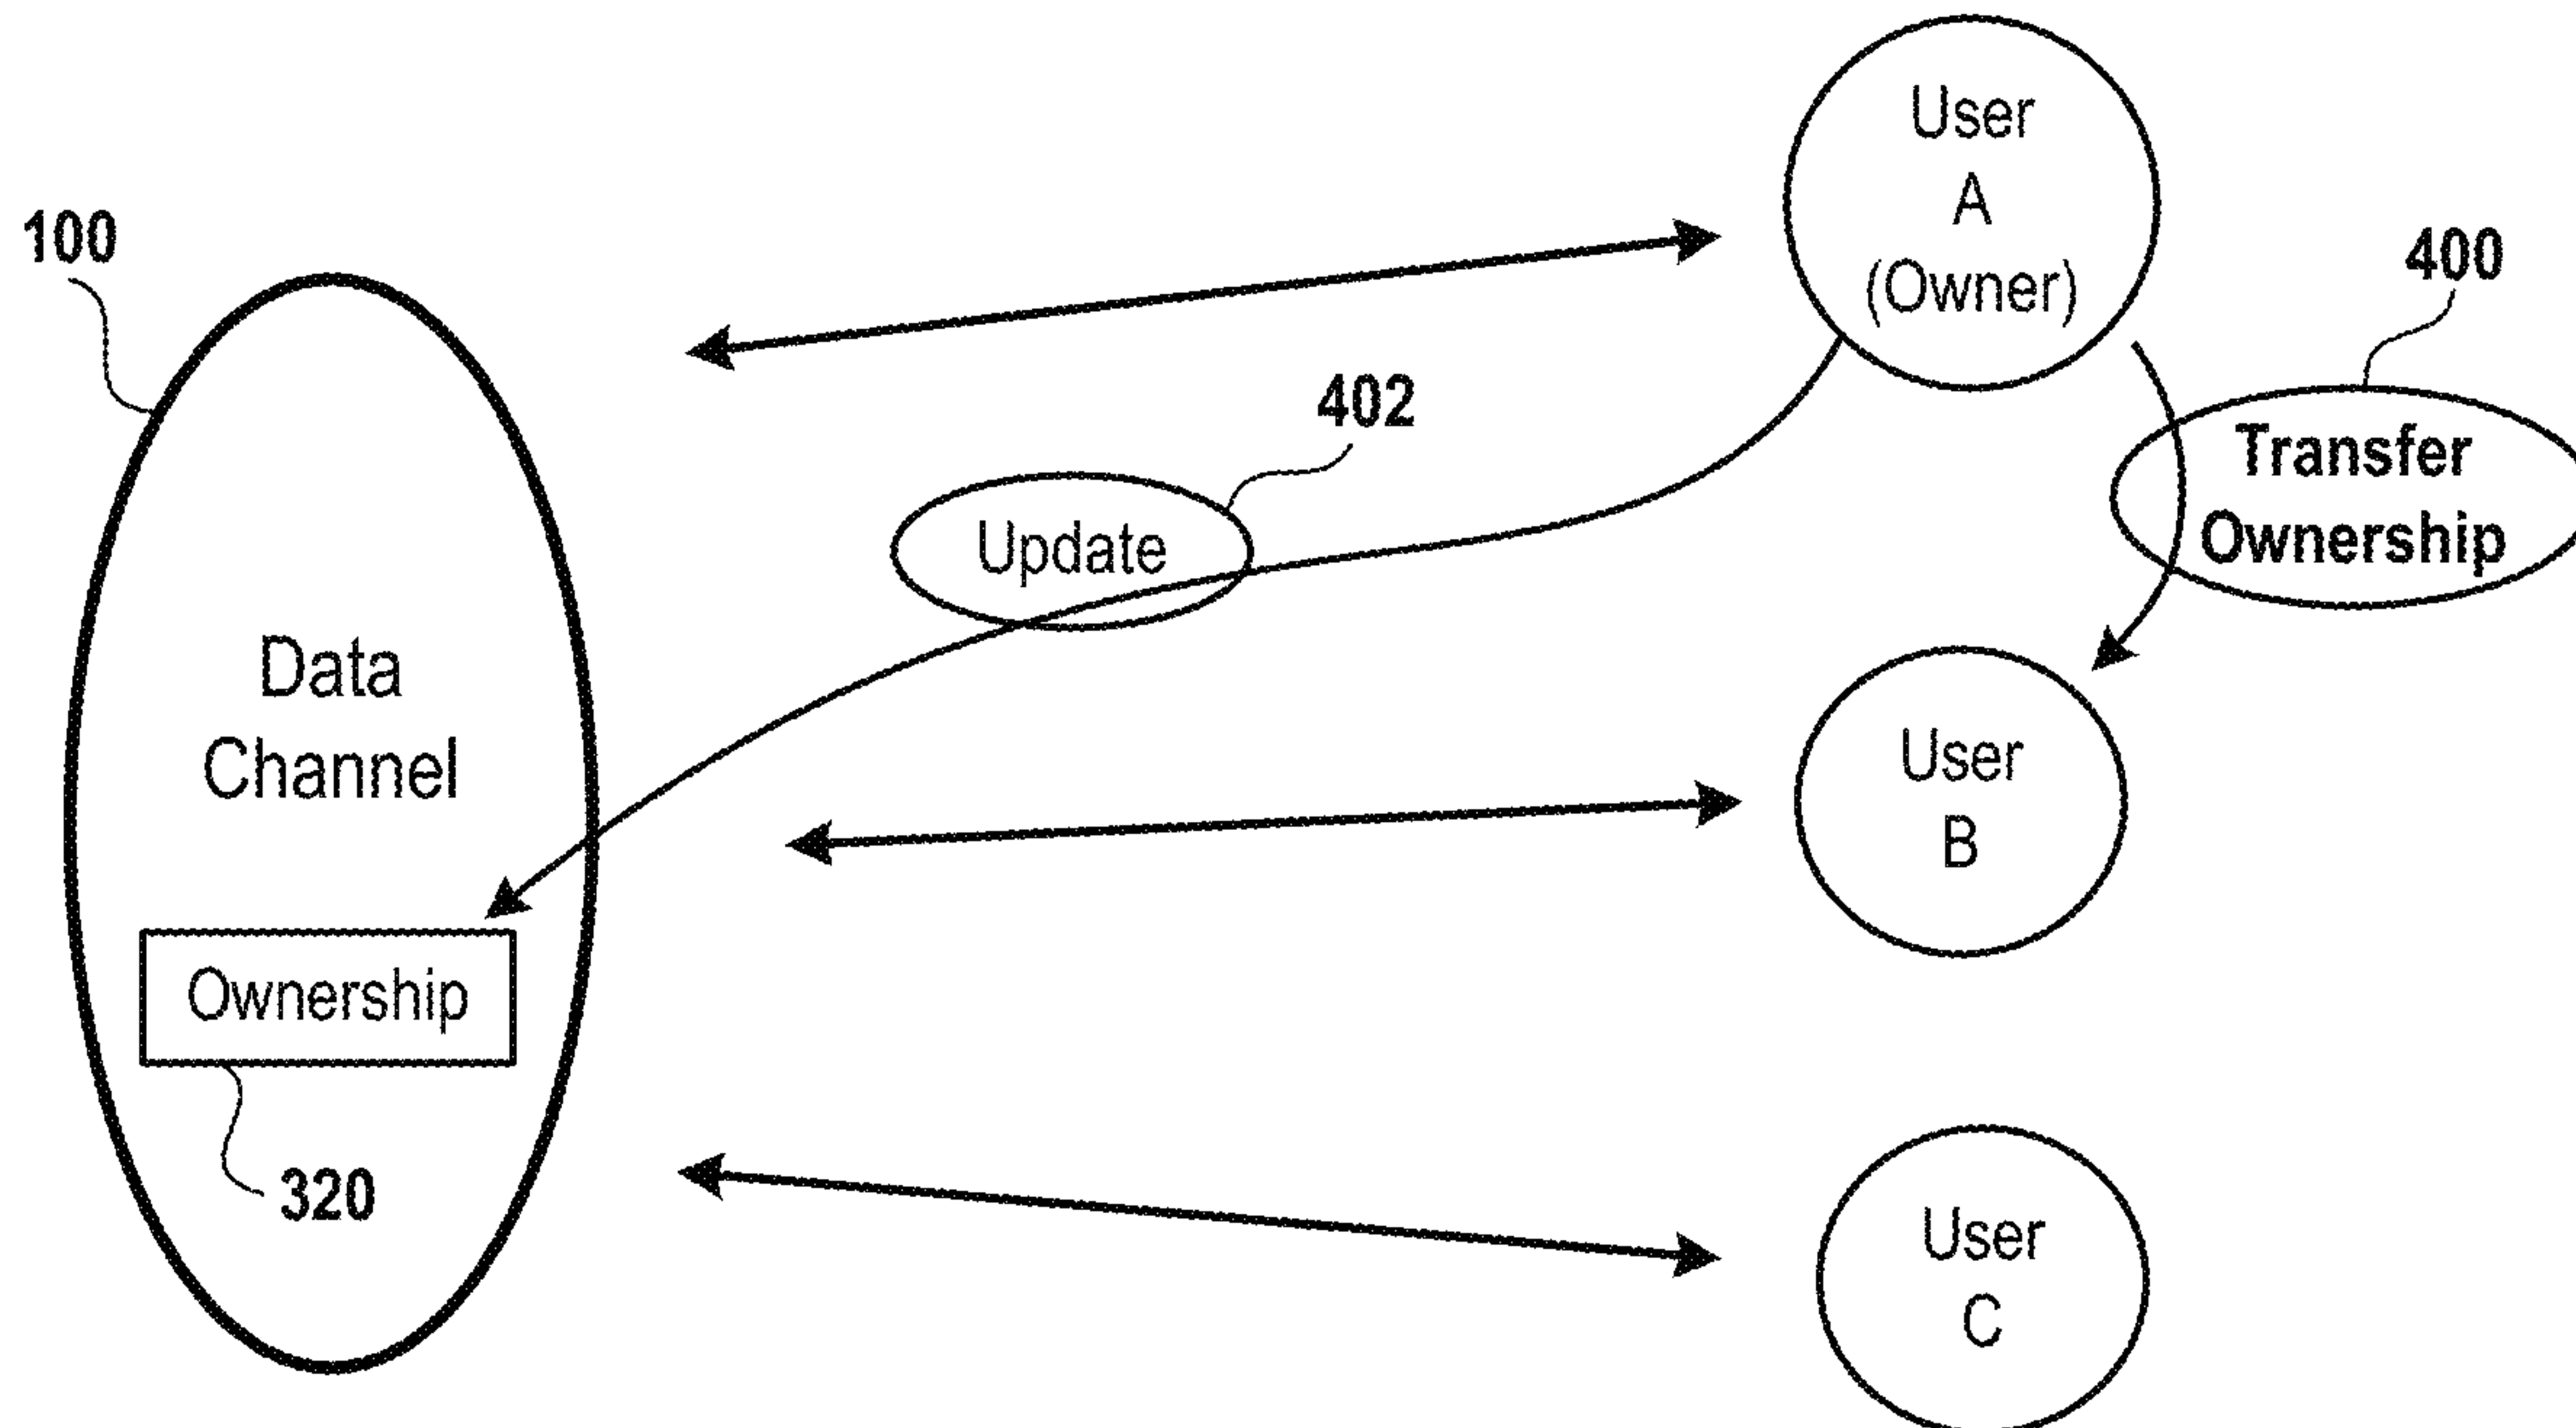 User
A
(Owner)
100
400
402
Transfer
Ownership
Update
Data
Channel
User
B
Ownership
320
User
C